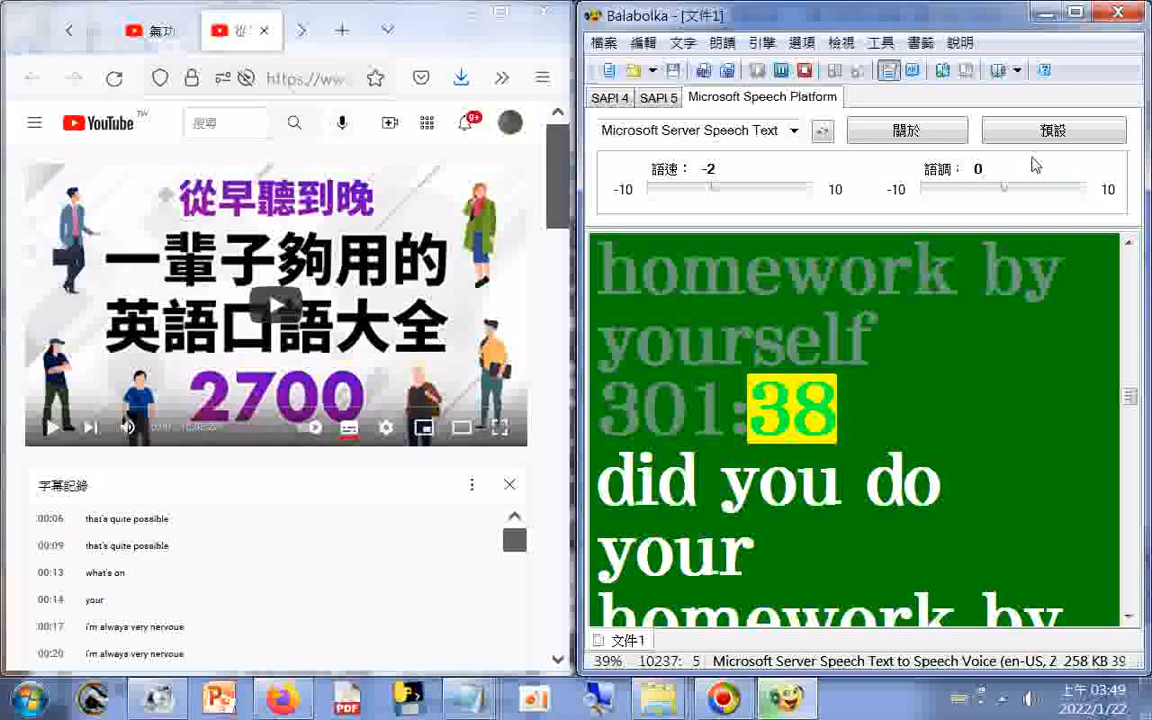 氣功
從
https://www
YouTube TW
搜尋
9+
從早聽到晚
一輩子夠用的
英語口語大全
2700
字幕記錄
00:06 that's quite possible
00:09 that's quite possible
00:13 what's on
00:14 your
00:17 i'm always very nervous
00:20 i'm always very nervous
Balabolka - [文件1]
檔案 編輯 文字 朗讀 引擎 選項 檢視 工具 書籤 說明
SAPI 4 SAPI 5 Microsoft Speech Platform
Microsoft Server Speech Text 關於 預設
語速： -2 語調： 0
-10 10 -10 10
homework by
yourself
301:38
did you do
your
homework by
文件1
39% 10237: 5 Microsoft Server Speech Text to Speech Voice (en-US, Z 258 KB 39
PDF
上午 03:49
2022/1/22